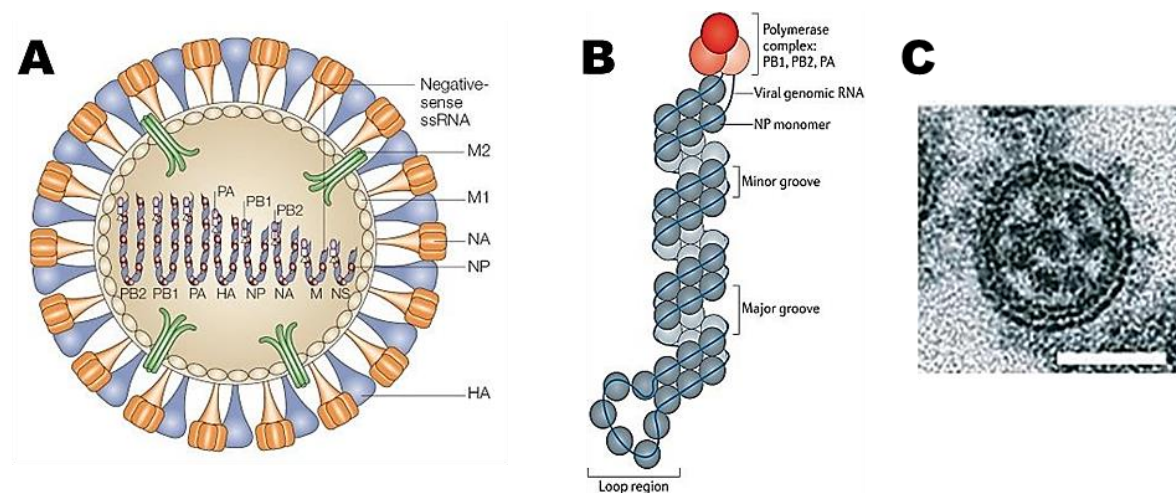 A
Negative-
sense
ssRNA
M2
M1
NA
NP
HA
PA
PB1
PB2
PB2 PB1 PA HA NP NA M NS
B
Polymerase
complex:
PB1, PB2, PA
Viral genomic RNA
NP monomer
Minor groove
Major groove
Loop region
C